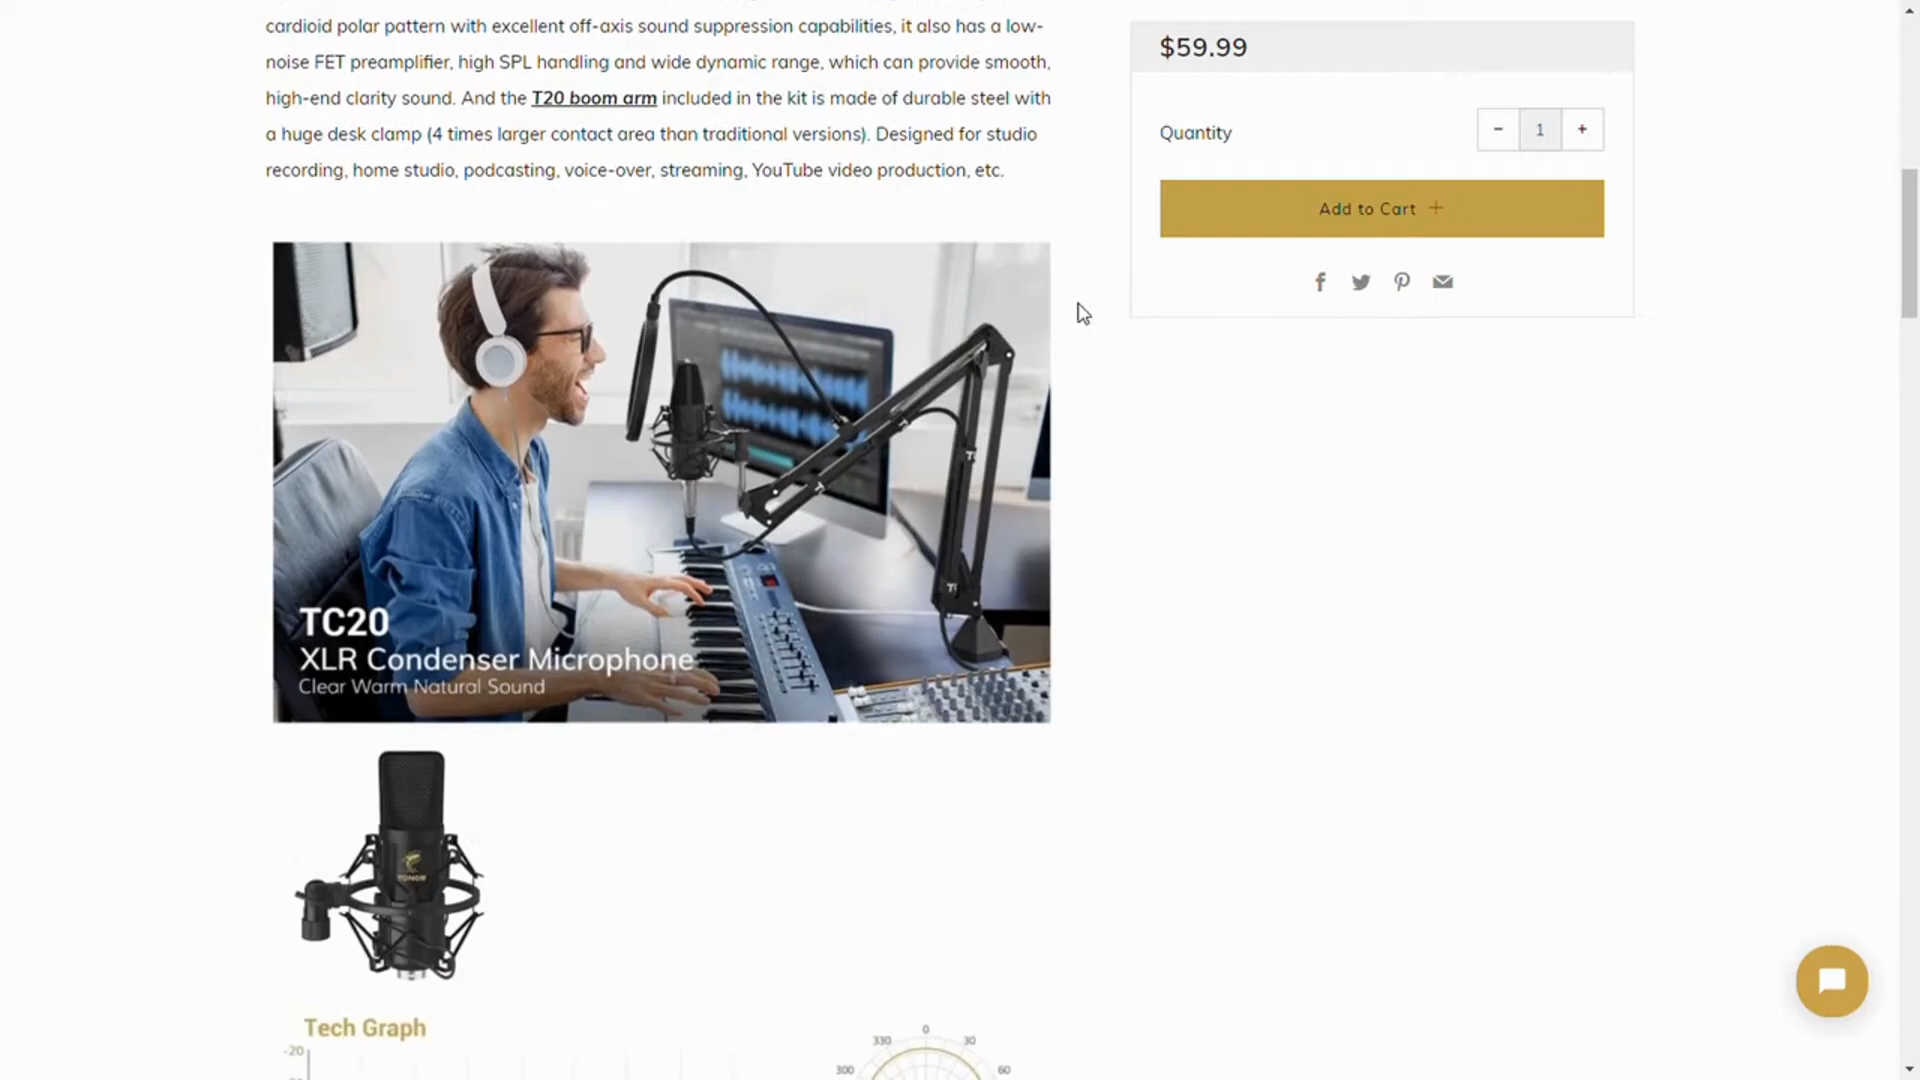 cardioid polar pattern with excellent off-axis sound suppression capabilities, it also has a low-
noise FET preamplifier, high SPL handling and wide dynamic range, which can provide smooth,
high-end clarity sound. And the T20 boom arm included in the kit is made of durable steel with
a huge desk clamp (4 times larger contact area than traditional versions). Designed for studio
recording, home studio, podcasting, voice-over, streaming, YouTube video production, etc.
$59.99
Quantity
- 1 +
Add to Cart +
TC20
XLR Condenser Microphone
Clear Warm Natural Sound
TONOR
Tech Graph
-20
0
330 30
300 60